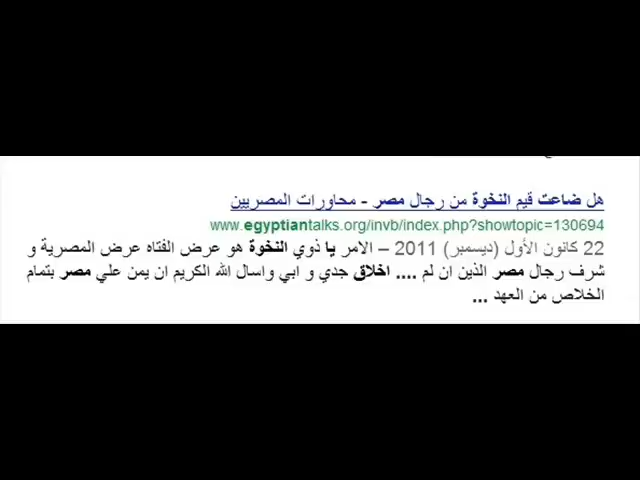 هل ضاعت قيم النخوة من رجال مصر - محاورات المصريين
www.egyptiantalks.org/invb/index.php?showtopic=130694
22 كانون الأول (ديسمبر) 2011 – الامر يا ذوي النخوة هو عرض الفتاه عرض المصرية و
شرف رجال مصر الذين ان لم .... اخلاق جدي و ابي واسال الله الكريم ان يمن علي مصر بتمام
الخلاص من العهد ...